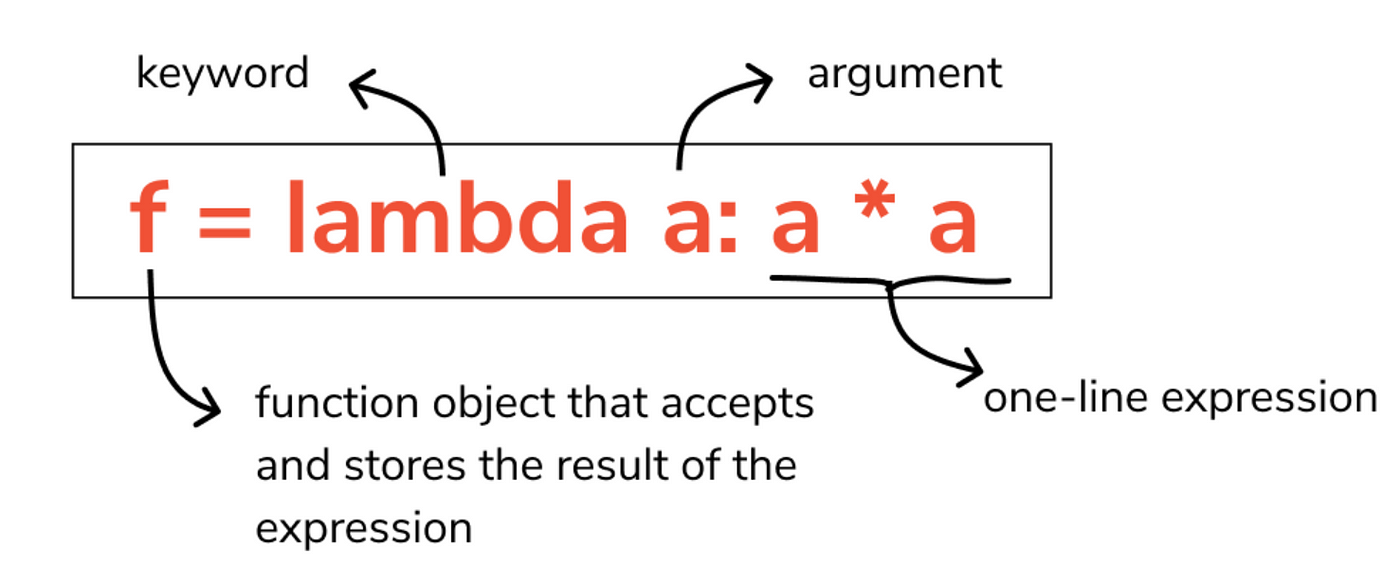 keyword
argument
f = lambda a: a * a
function object that accepts
and stores the result of the
expression
one-line expression